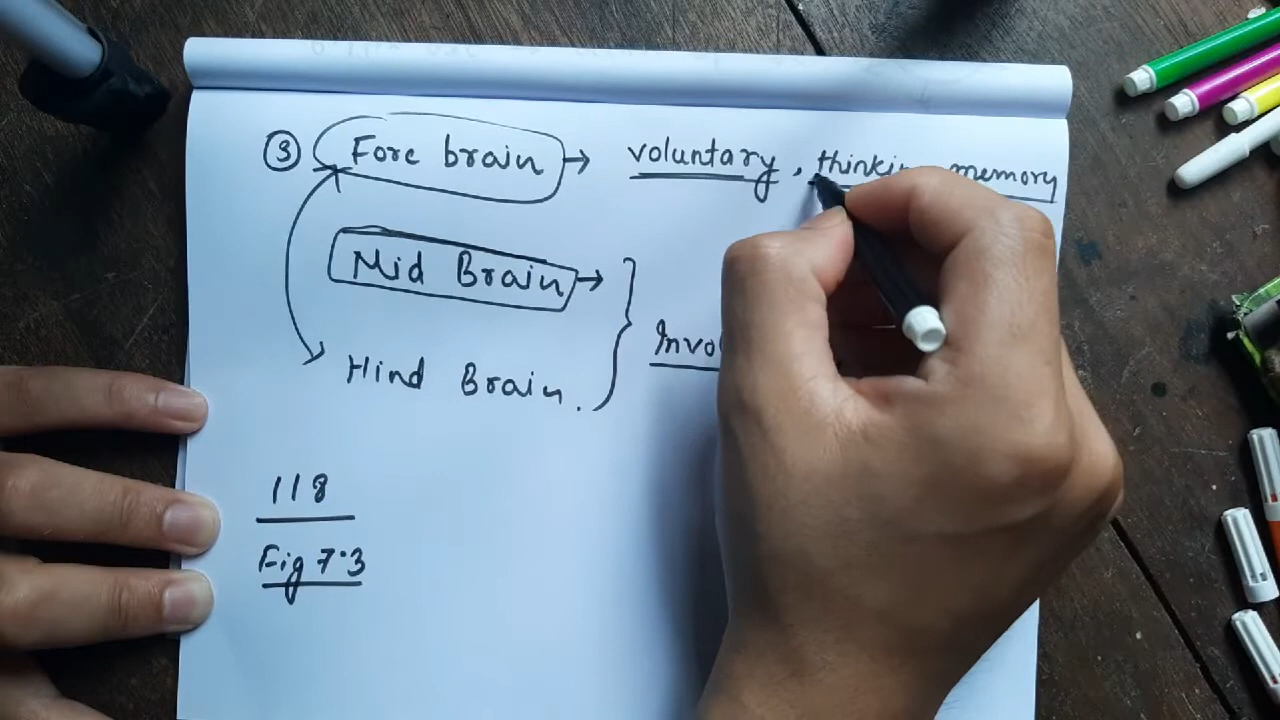 ③ Fore brain → voluntary, memory
Mid Brain →
Hind Brain.
118
Fig 7.3